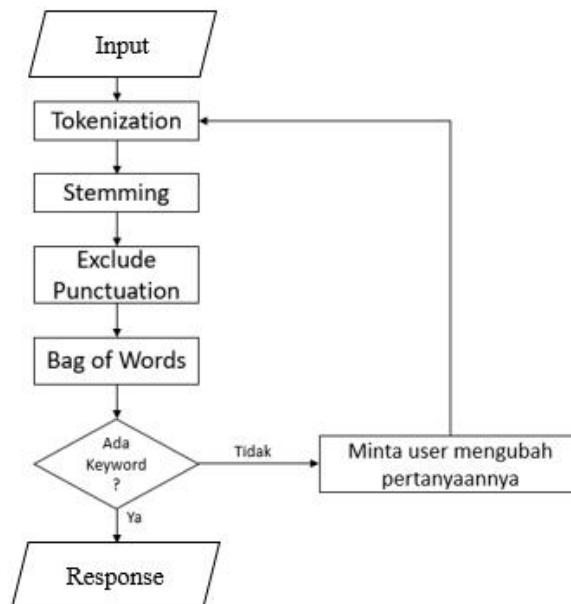 Input
Tokenization
Stemming
Exclude
Punctuation
Bag of Words
Ada
Keyword
?
Tidak
Minta user mengubah
pertanyaannya
Ya
Response